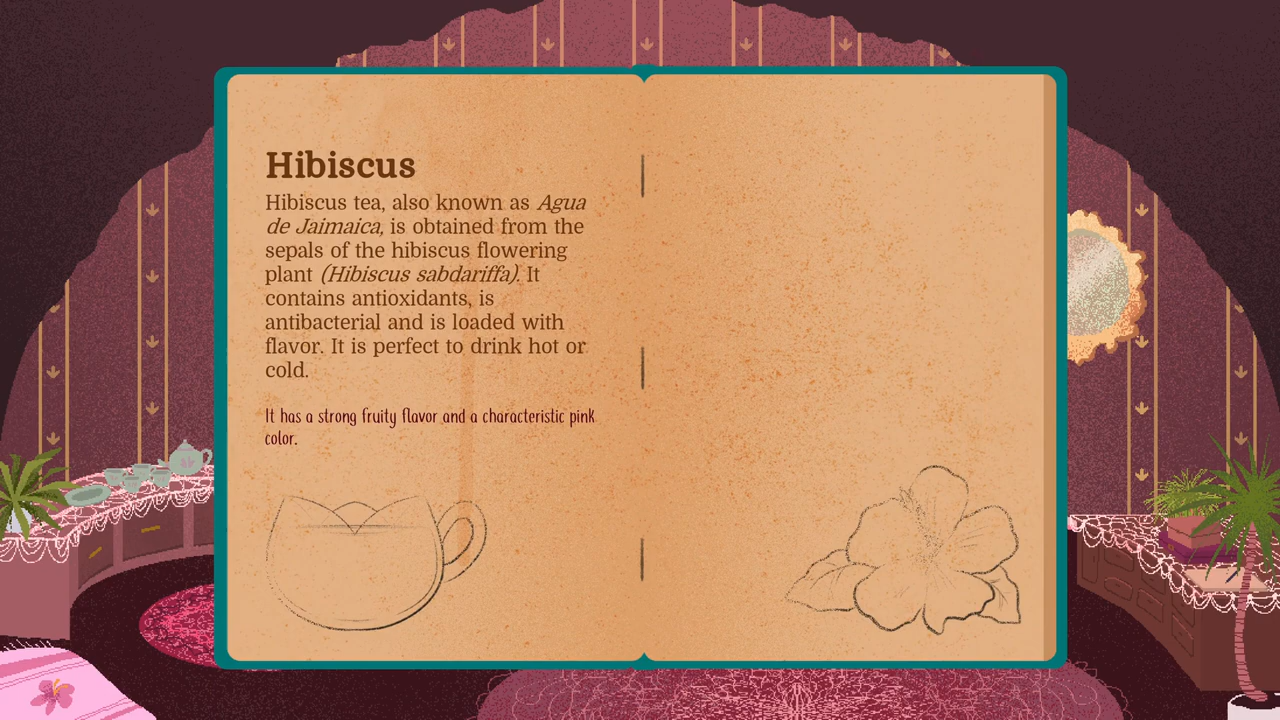 Hibiscus
Hibiscus tea, also known as Agua
de Jaimaica, is obtained from the
sepals of the hibiscus flowering
plant (Hibiscus sabdariffa). It
contains antioxidants, is
antibacterial and is loaded with
flavor. It is perfect to drink hot or
cold.
It has a strong fruity flavor and a characteristic pink
color.